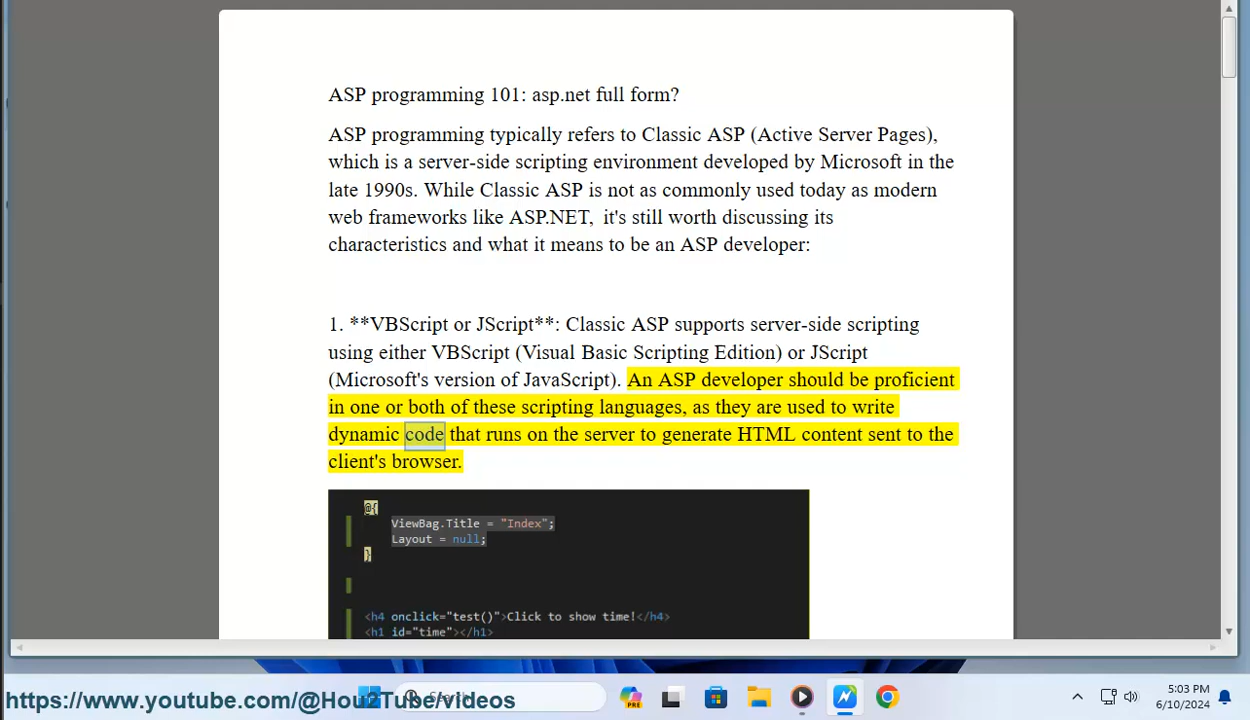 ASP programming 101: asp.net full form?
ASP programming typically refers to Classic ASP (Active Server Pages),
which is a server-side scripting environment developed by Microsoft in the
late 1990s. While Classic ASP is not as commonly used today as modern
web frameworks like ASP.NET, it's still worth discussing its
characteristics and what it means to be an ASP developer:
1. **VBScript or JScript**: Classic ASP supports server-side scripting
using either VBScript (Visual Basic Scripting Edition) or JScript
(Microsoft's version of JavaScript). An ASP developer should be proficient
in one or both of these scripting languages, as they are used to write
dynamic code that runs on the server to generate HTML content sent to the
client's browser.
@{
ViewBag.Title = "Index";
Layout = null;
}
<h4 onclick="test()">Click to show time!</h4>
<h1 id="time"></h1>
https://www.youtube.com/@Hou2Tube/videos
Search
PRE
5:03 PM
6/10/2024